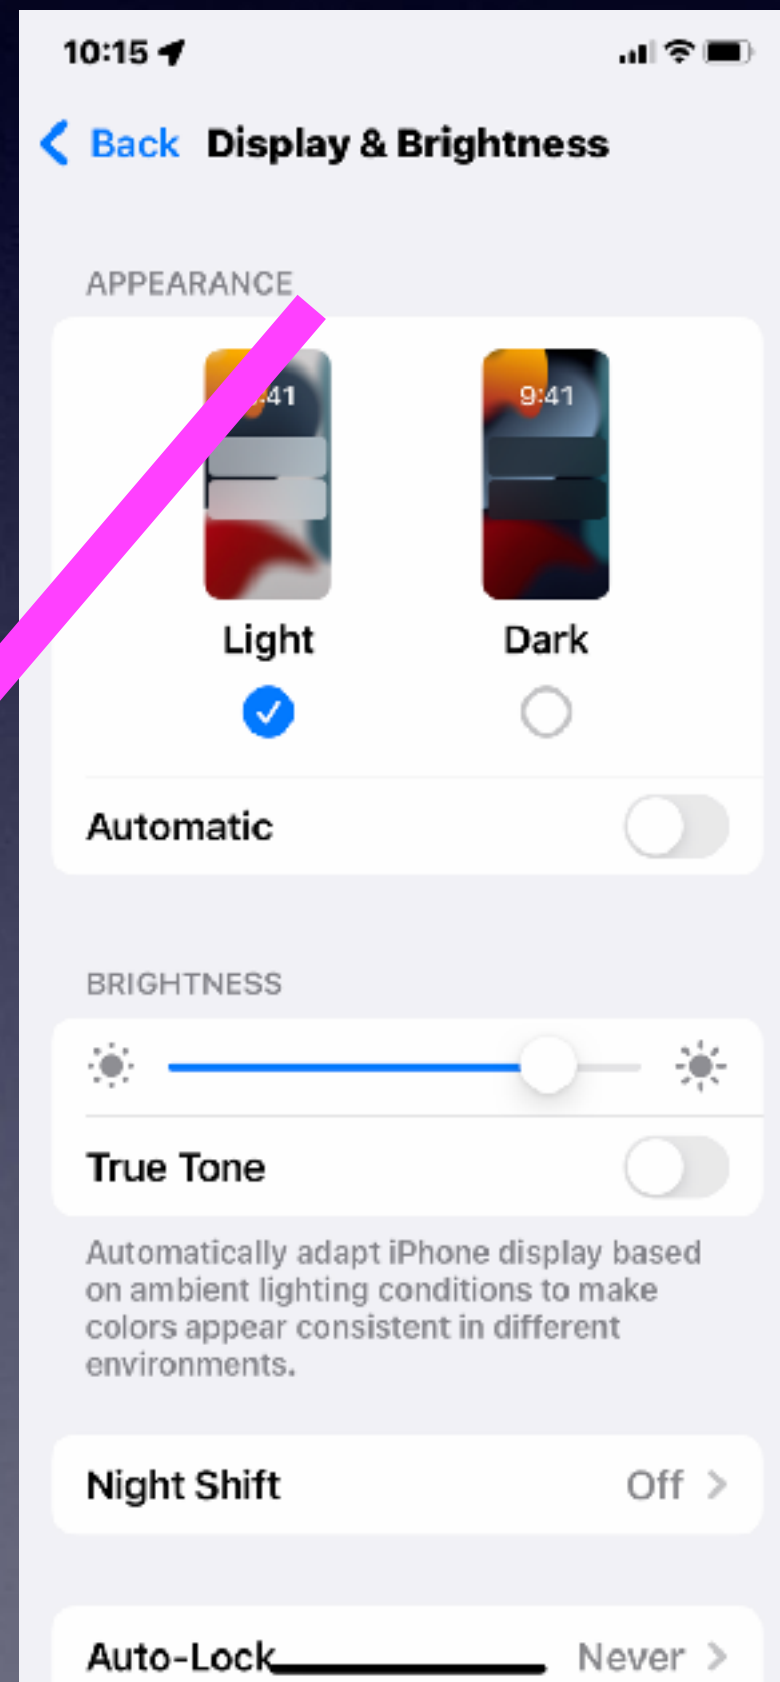 10:15
Back Display & Brightness
APPEARANCE
:41 9:41
Light Dark
Automatic
BRIGHTNESS
True Tone
Automatically adapt iPhone display based
on ambient lighting conditions to make
colors appear consistent in different
environments.
Night Shift Off
Auto-Lock Never